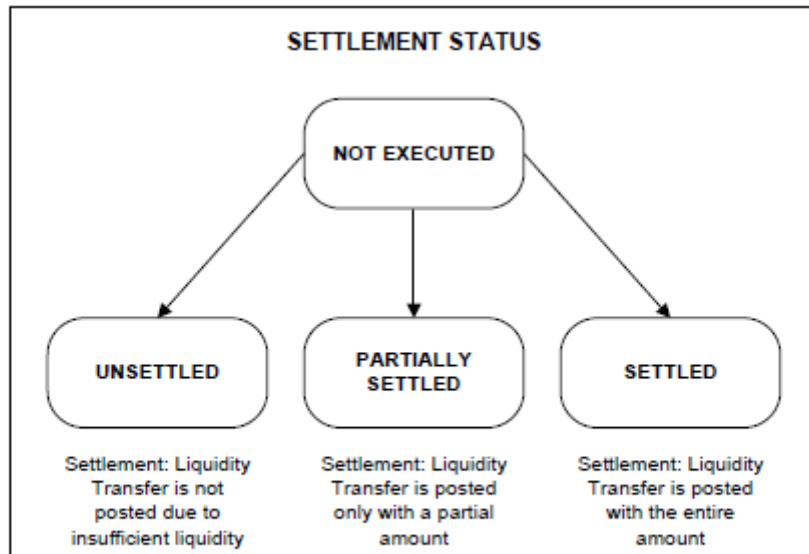 SETTLEMENT STATUS
NOT EXECUTED
UNSETTLED
PARTIALLY
SETTLED
SETTLED
Settlement: Liquidity
Transfer is not
posted due to
insufficient liquidity
Settlement: Liquidity
Transfer is posted
only with a partial
amount
Settlement: Liquidity
Transfer is posted
with the entire
amount